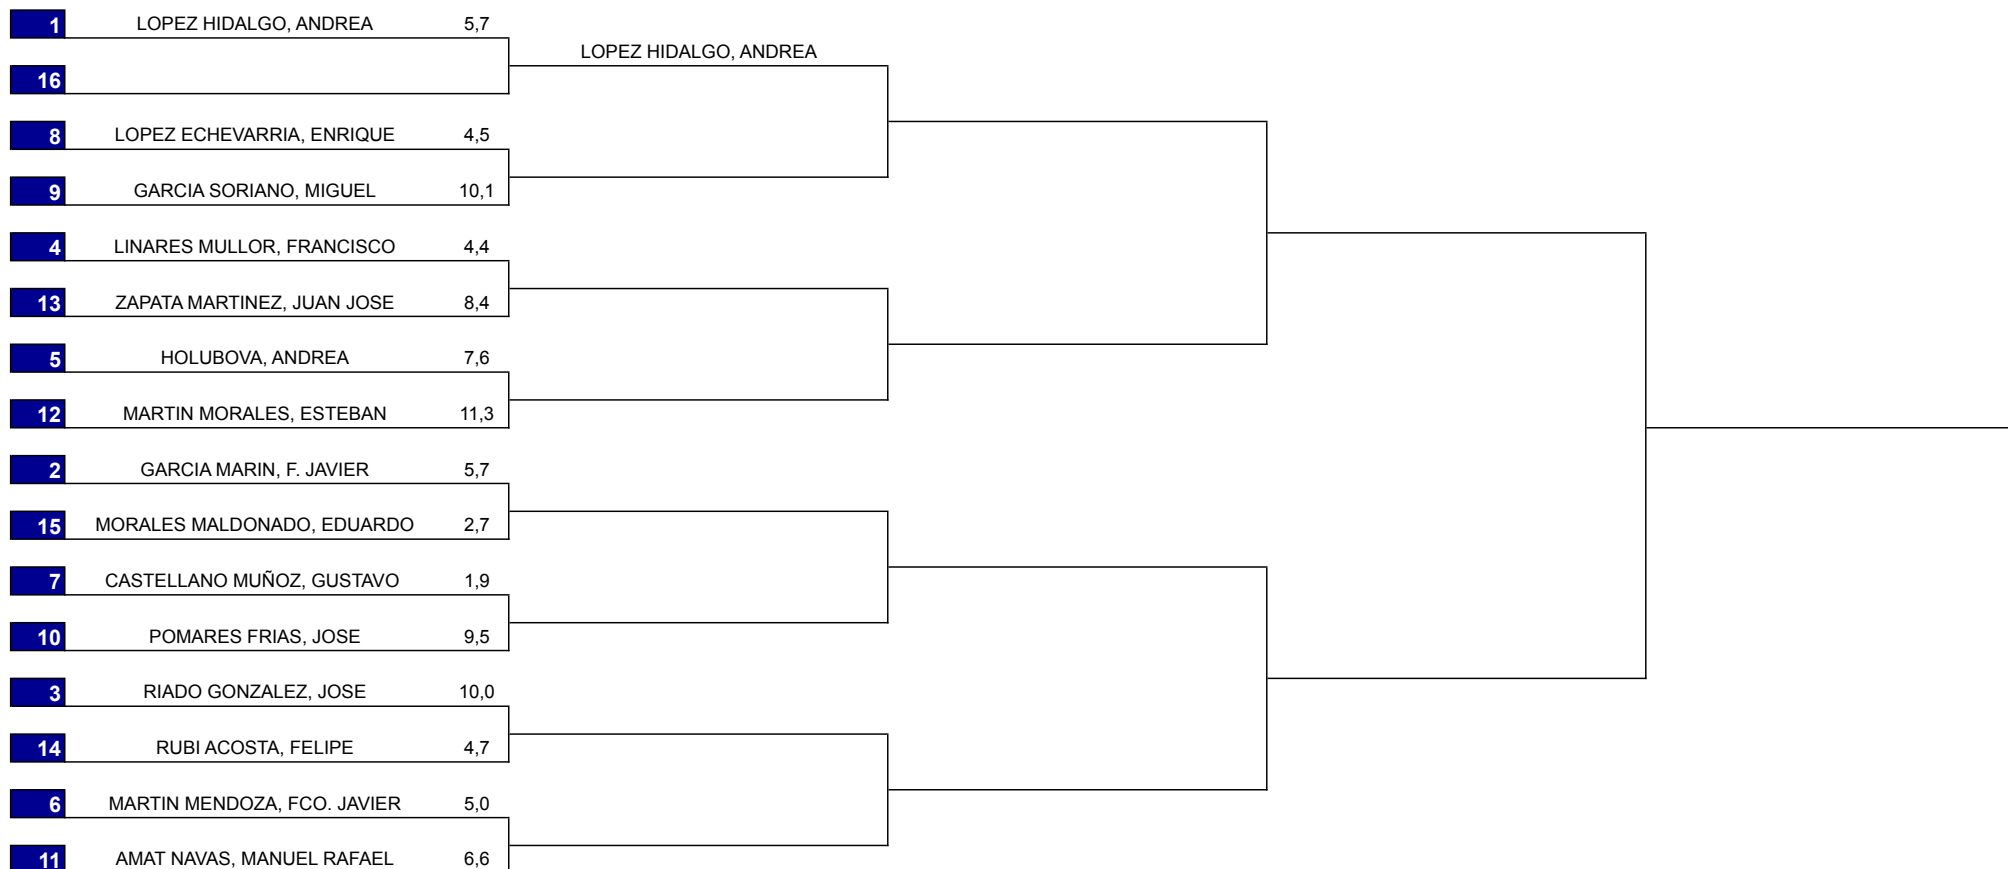 1 LOPEZ HIDALGO, ANDREA 5,7
LOPEZ HIDALGO, ANDREA
16
8 LOPEZ ECHEVARRIA, ENRIQUE 4,5
9 GARCIA SORIANO, MIGUEL 10,1
4 LINARES MULLOR, FRANCISCO 4,4
13 ZAPATA MARTINEZ, JUAN JOSE 8,4
5 HOLUBOVA, ANDREA 7,6
12 MARTIN MORALES, ESTEBAN 11,3
2 GARCIA MARIN, F. JAVIER 5,7
15 MORALES MALDONADO, EDUARDO 2,7
7 CASTELLANO MUÑOZ, GUSTAVO 1,9
10 POMARES FRIAS, JOSE 9,5
3 RIADO GONZALEZ, JOSE 10,0
14 RUBI ACOSTA, FELIPE 4,7
6 MARTIN MENDOZA, FCO. JAVIER 5,0
11 AMAT NAVAS, MANUEL RAFAEL 6,6